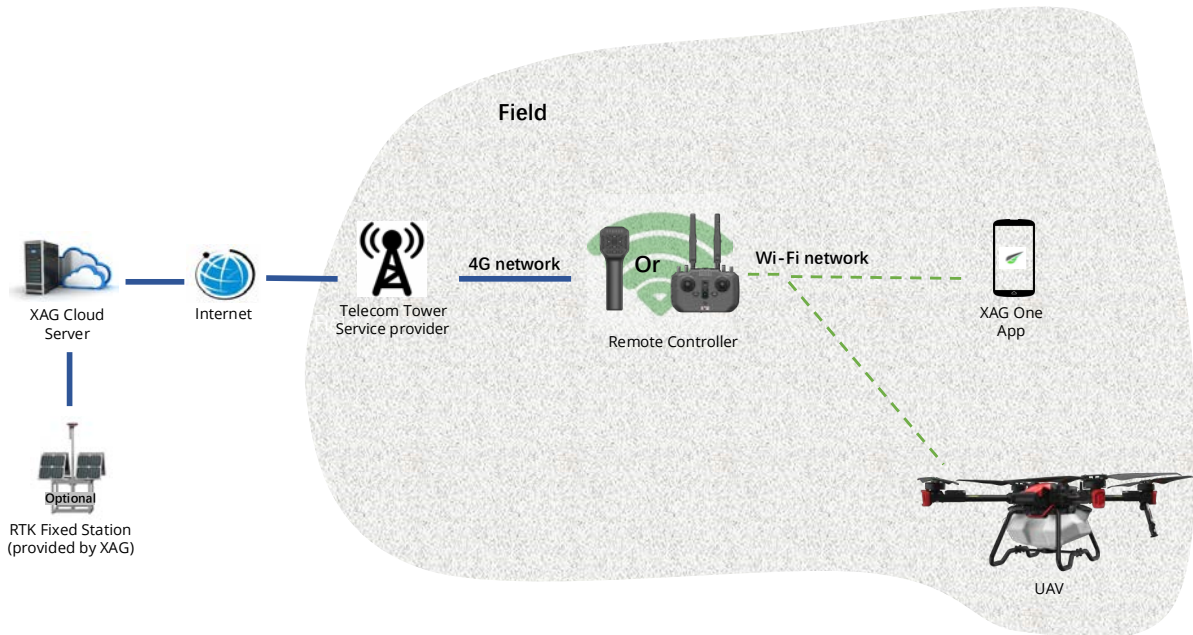 Field
4G network
Or
Wi-Fi network
XAG Cloud
Server
Internet
Telecom Tower
Service provider
Remote Controller
XAG One
App
Optional
RTK Fixed Station
(provided by XAG)
UAV